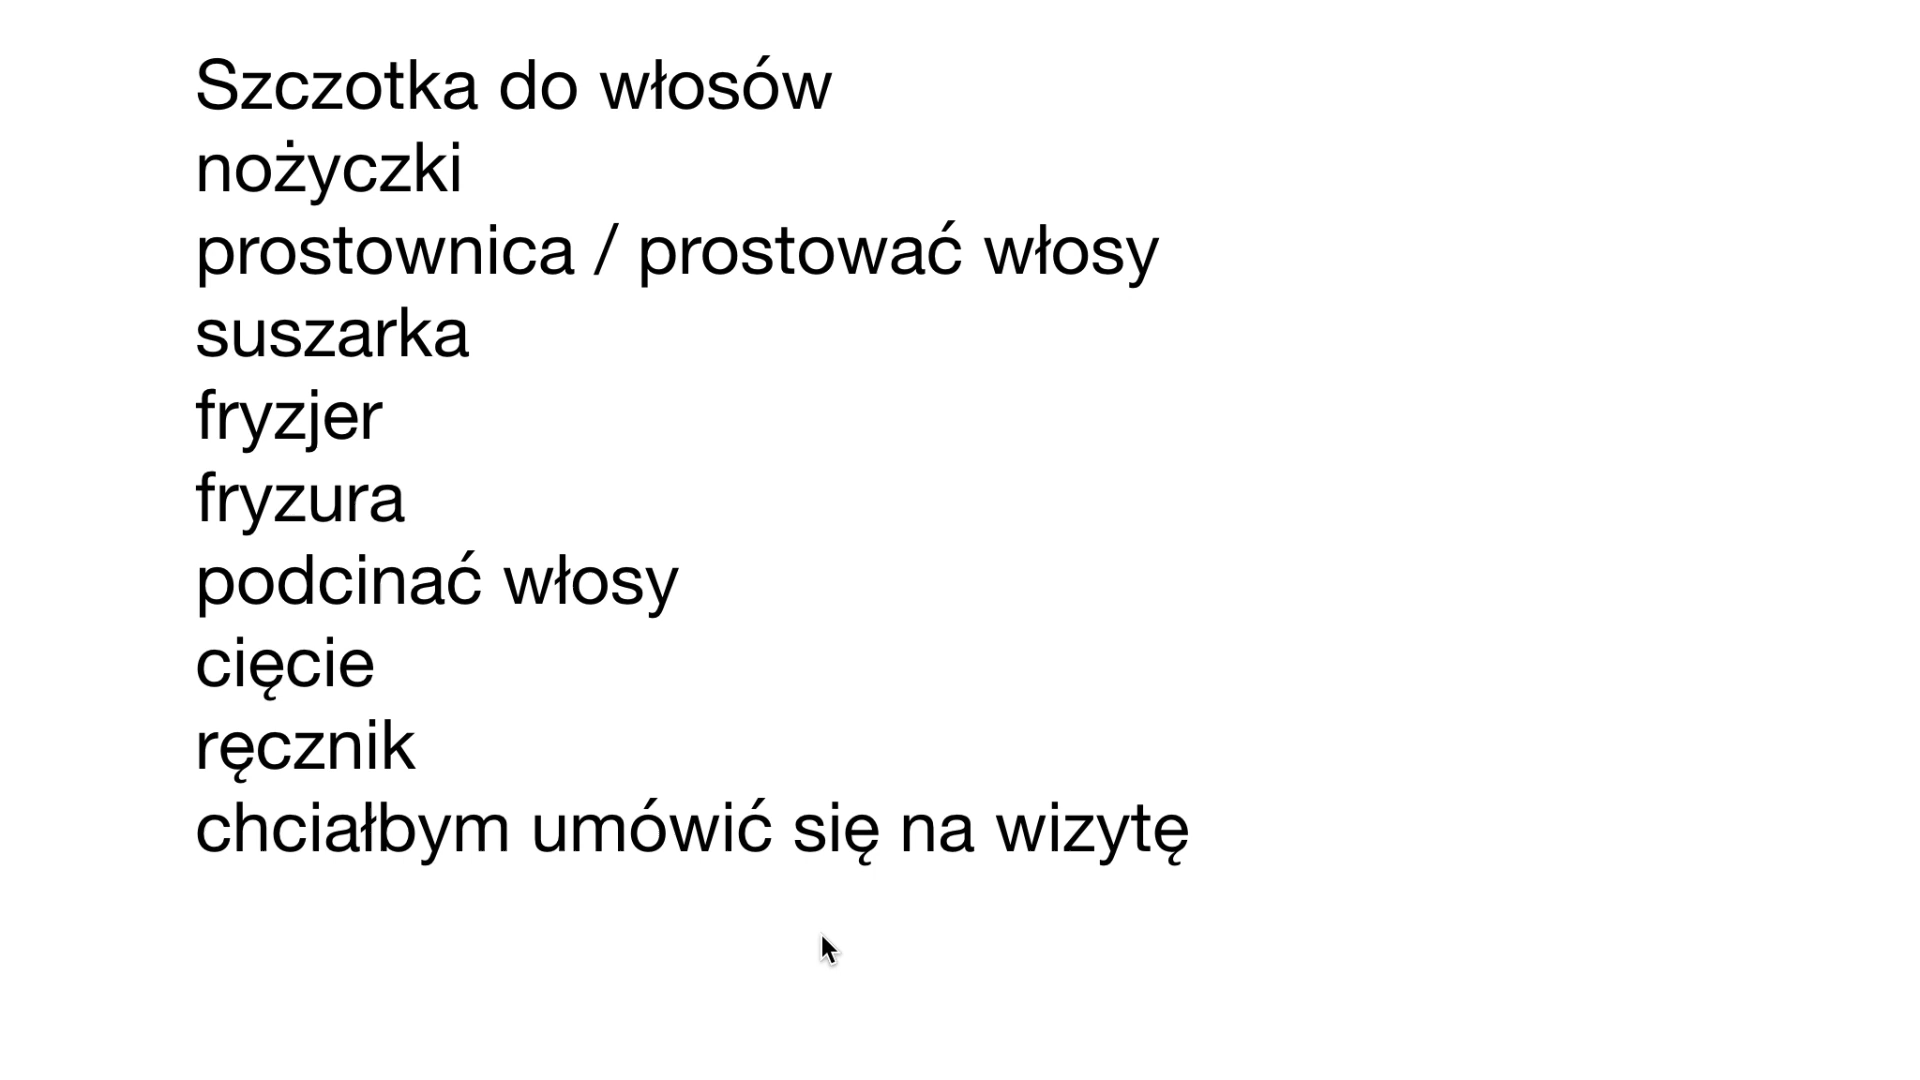 Szczotka do włosów
nożyczki
prostownica / prostować włosy
suszarka
fryzjer
fryzura
podcinać włosy
cięcie
ręcznik
chciałbym umówić się na wizytę